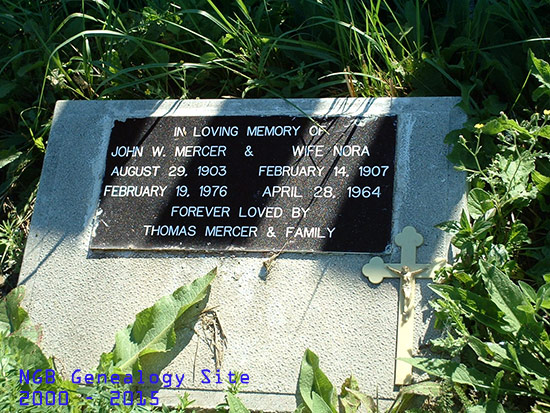 IN LOVING MEMORY OF
JOHN W. MERCER & WIFE NORA
AUGUST 29, 1903 FEBRUARY 14, 1907
FEBRUARY 19, 1976 APRIL 28, 1964
FOREVER LOVED BY
THOMAS MERCER & FAMILY
NGB Genealogy Site
2000 - 2015